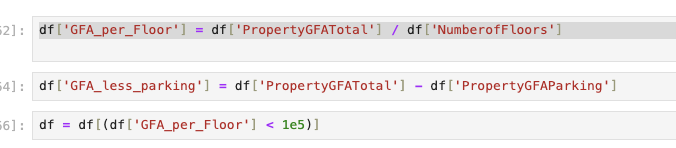 52]: df['GFA_per_Floor'] = df['PropertyGFATotal'] / df['NumberofFloors']
54]: df['GFA_less_parking'] = df['PropertyGFATotal'] - df['PropertyGFAParking']
56]: df = df[(df['GFA_per_Floor'] < 1e5)]